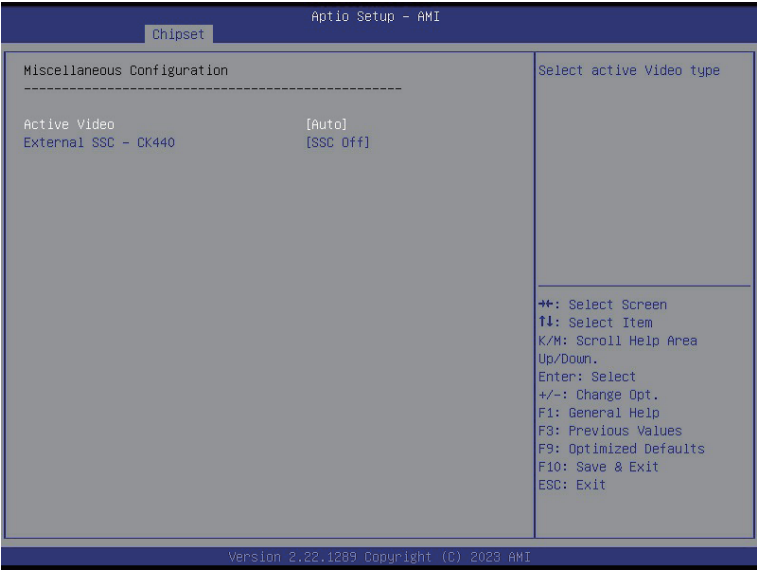 Aptio Setup – AMI
Chipset
Miscellaneous Configuration
--------------------------------------------------
Active Video [Auto]
External SSC – CK440 [SSC Off]
Select active Video type
→←: Select Screen
↑↓: Select Item
K/M: Scroll Help Area
Up/Down.
Enter: Select
+/-: Change Opt.
F1: General Help
F3: Previous Values
F9: Optimized Defaults
F10: Save & Exit
ESC: Exit
Version 2.22.1289 Copyright (C) 2023 AMI